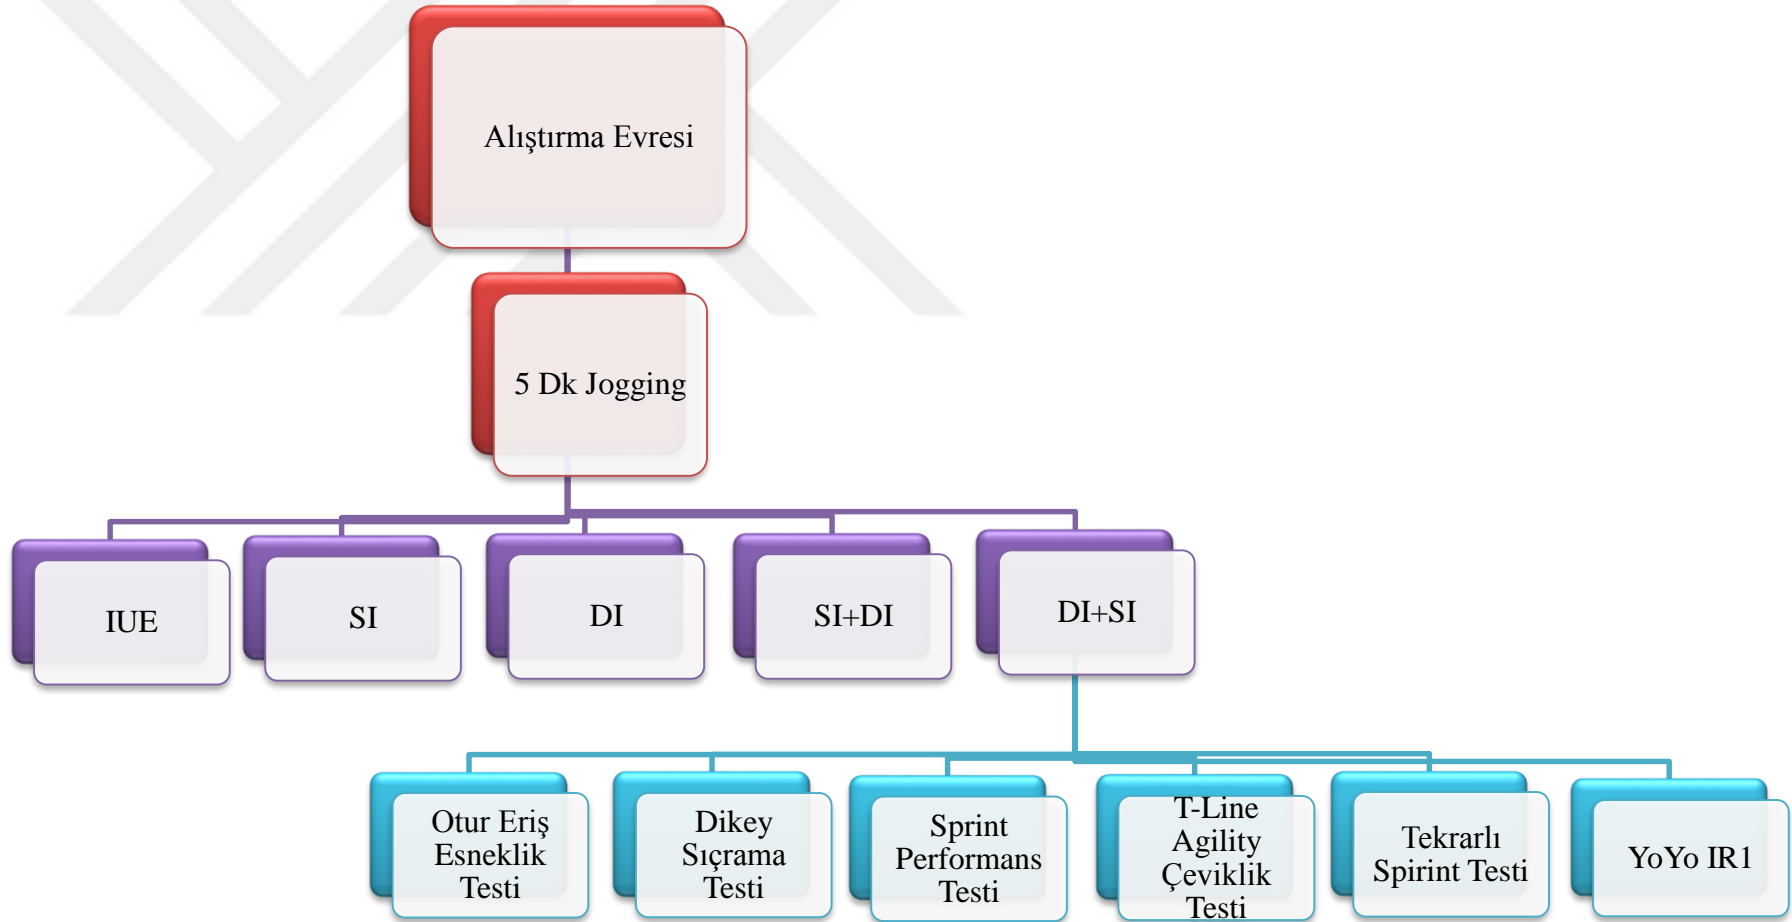 Alıştırma Evresi
5 Dk Jogging
IUE
SI
DI
SI+DI
DI+SI
Otur Eriş
Esneklik
Testi
Dikey
Sıçrama
Testi
Sprint
Performans
Testi
T-Line
Agility
Çeviklik
Testi
Tekrarlı
Spirint Testi
YoYo IR1